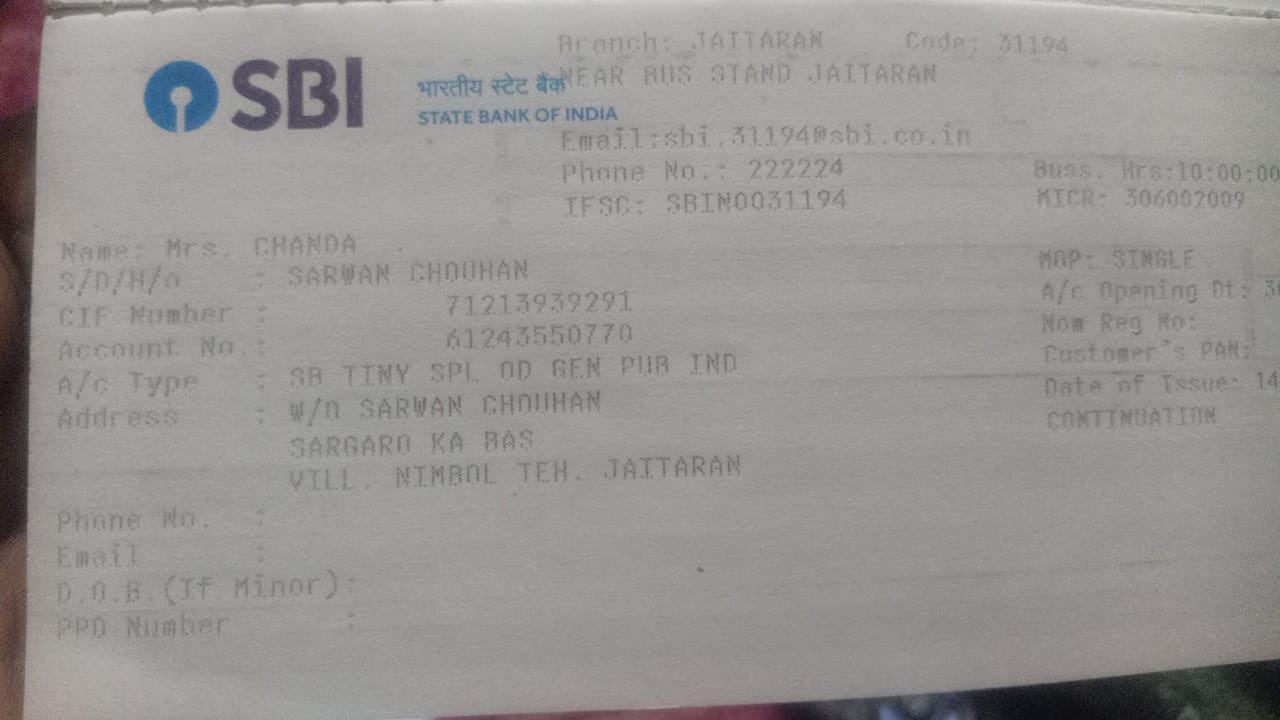 Branch: JAITARAN Code: 31194
SBI भारतीय स्टेट बैंक NEAR BUS STAND JAITARAN
STATE BANK OF INDIA
Email:sbi.31194@sbi.co.in
Phone No.: 222224 Buss. Hrs:10:00:00
IFSC: SBIN0031194 MICR: 306002009
Name: Mrs. CHANDA . MOP: SINGLE
S/D/H/o : SARWAN CHOUHAN A/c Opening Dt:
CIF Number : 71213939291 Nom Reg No:
Account No.: 61243550770 Customer's PAN:
A/c Type : SB TINY SPL OD GEN PUB IND Date of Issue: 14
Address : W/O SARWAN CHOUHAN CONTINUATION
SARGARO KA BAS
VILL. NIMBOL TEH. JAITARAN
Phone No. :
Email :
D.O.B.(If Minor):
PPO Number :